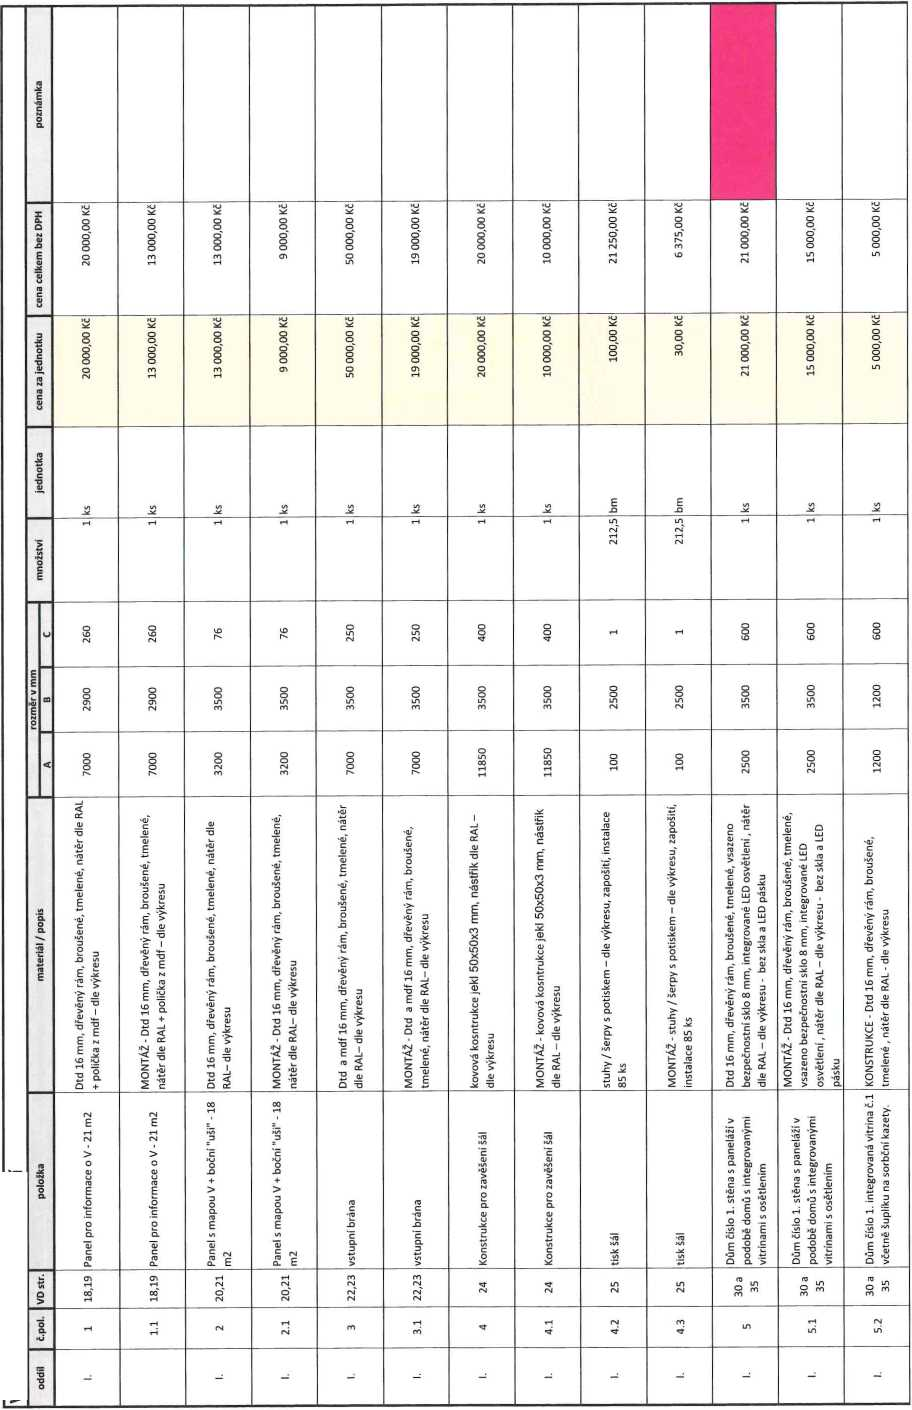 oddíl č.pol. VD str. položka materiál / popis rozměr v mm množství jednotka cena za jednotku cena celkem bez DPH poznámka
A B C
I. 1 18,19 Panel pro informace o V - 21 m2 Dtd 16 mm, dřevěný rám, broušené, tmelené, nátěr dle RAL 7000 2900 260 1 ks 20 000,00 Kč 20 000,00 Kč
+ polička z mdf – dle výkresu
1.1 18,19 Panel pro informace o V - 21 m2 MONTÁŽ - Dtd 16 mm, dřevěný rám, broušené, tmelené, 7000 2900 260 1 ks 13 000,00 Kč 13 000,00 Kč
nátěr dle RAL + polička z mdf – dle výkresu
I. 2 20,21 Panel s mapou V + boční "uši" - 18 Dtd 16 mm, dřevěný rám, broušené, tmelené, nátěr dle 3200 3500 76 1 ks 13 000,00 Kč 13 000,00 Kč
m2 RAL– dle výkresu
I. 2.1 20,21 Panel s mapou V + boční "uši" - 18 MONTÁŽ - Dtd 16 mm, dřevěný rám, broušené, tmelené, 3200 3500 76 1 ks 9 000,00 Kč 9 000,00 Kč
m2 nátěr dle RAL– dle výkresu
I. 3 22,23 vstupní brána Dtd a mdf 16 mm, dřevěný rám, broušené, tmelené, nátěr 7000 3500 250 1 ks 50 000,00 Kč 50 000,00 Kč
dle RAL– dle výkresu
I. 3.1 22,23 vstupní brána MONTÁŽ - Dtd a mdf 16 mm, dřevěný rám, broušené, 7000 3500 250 1 ks 19 000,00 Kč 19 000,00 Kč
tmelené, nátěr dle RAL– dle výkresu
I. 4 24 Konstrukce pro zavěšení šál kovová kosntrukce jekl 50x50x3 mm, nástřik dle RAL – 11850 3500 400 1 ks 20 000,00 Kč 20 000,00 Kč
dle výkresu
I. 4.1 24 Konstrukce pro zavěšení šál MONTÁŽ - kovová kosntrukce jekl 50x50x3 mm, nástřik 11850 3500 400 1 ks 10 000,00 Kč 10 000,00 Kč
dle RAL – dle výkresu
I. 4.2 25 tisk šál stuhy / šerpy s potiskem – dle výkresu, zapošití, instalace 100 2500 1 212,5 bm 100,00 Kč 21 250,00 Kč
85 ks
I. 4.3 25 tisk šál MONTÁŽ - stuhy / šerpy s potiskem – dle výkresu, zapošití, 100 2500 1 212,5 bm 30,00 Kč 6 375,00 Kč
instalace 85 ks
I. 5 30 a Dům číslo 1. stěna s paneláží v Dtd 16 mm, dřevěný rám, broušené, tmelené, vsazeno 2500 3500 600 1 ks 21 000,00 Kč 21 000,00 Kč
35 podobě domů s integrovanými bezpečnostní sklo 8 mm, integrované LED osvětlení , nátěr
vitrínami s osětlením dle RAL – dle výkresu - bez skla a LED pásku
I. 5.1 30 a Dům číslo 1. stěna s paneláží v MONTÁŽ - Dtd 16 mm, dřevěný rám, broušené, tmelené, 2500 3500 600 1 ks 15 000,00 Kč 15 000,00 Kč
35 podobě domů s integrovanými vsazeno bezpečnostní sklo 8 mm, integrované LED
vitrínami s osětlením osvětlení , nátěr dle RAL – dle výkresu - bez skla a LED
pásku
I. 5.2 30 a Dům číslo 1. integrovaná vitrína č.1 KONSTRUKCE - Dtd 16 mm, dřevěný rám, broušené, 1200 1200 600 1 ks 5 000,00 Kč 5 000,00 Kč
35 včetně šuplíku na sorbční kazety. tmelené , nátěr dle RAL - dle výkresu